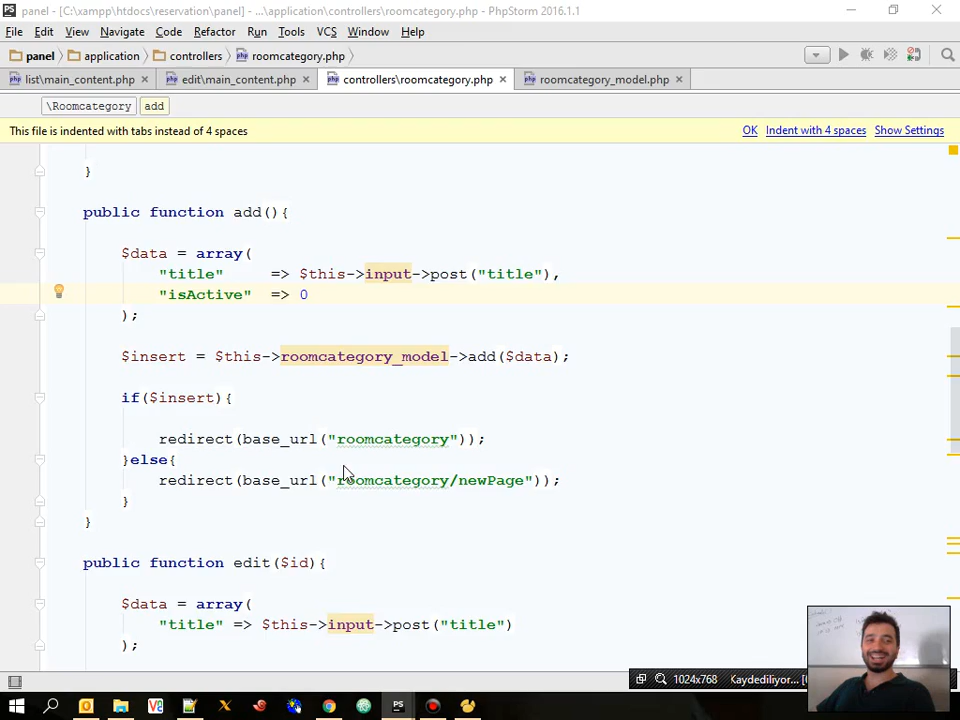 panel - [C:\xampp\htdocs\reservation\panel] - ...\application\controllers\roomcategory.php - PhpStorm 2016.1.1
File Edit View Navigate Code Refactor Run Tools VCS Window Help
panel application controllers roomcategory.php
list\main_content.php edit\main_content.php controllers\roomcategory.php roomcategory_model.php
\Roomcategory add
This file is indented with tabs instead of 4 spaces OK Indent with 4 spaces Show Settings
}
public function add(){
$data = array(
"title" => $this->input->post("title"),
"isActive" => 0
);
$insert = $this->roomcategory_model->add($data);
if($insert){
redirect(base_url("roomcategory"));
}else{
redirect(base_url("roomcategory/newPage"));
}
}
public function edit($id){
$data = array(
"title" => $this->input->post("title")
);
1024x768 Kaydediliyor...
PS